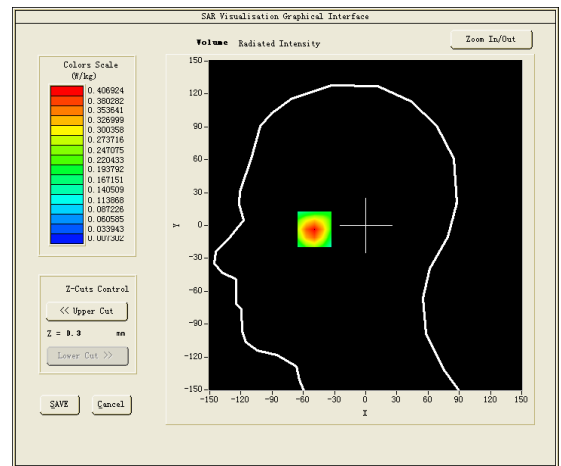 SAR Visualisation Graphical Interface
Volume Radiated Intensity
Zoom In/Out
Colors Scale
(W/kg)
0.406924
0.380282
0.353641
0.326999
0.300358
0.273716
0.247075
0.220433
0.193792
0.167151
0.140509
0.113868
0.087226
0.060585
0.033943
0.007302
Z-Cuts Control
<< Upper Cut
Z = 0.3 mm
Lower Cut >>
SAVE Cancel
150
120
90
60
30
0
-30
-60
-90
-120
-150
Y
-150 -120 -90 -60 -30 0 30 60 90 120 150
X